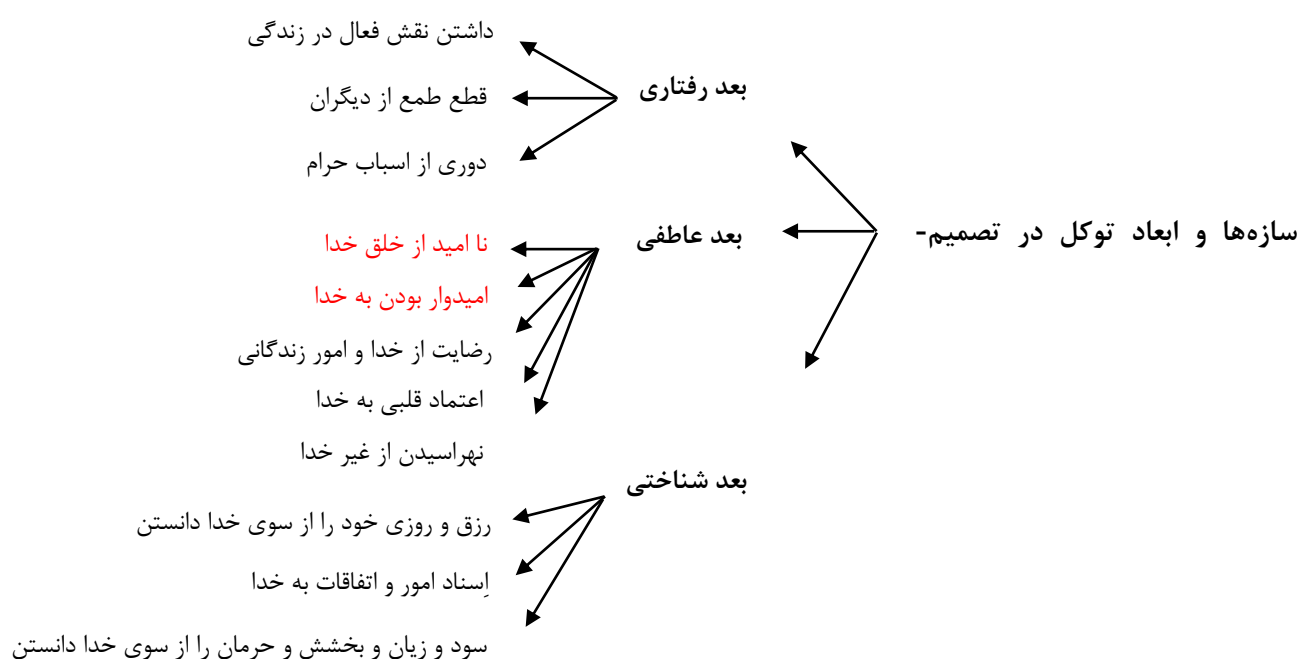 سازه‌ها و ابعاد توکل در تصمیم-
بعد رفتاری
داشتن نقش فعال در زندگی
قطع طمع از دیگران
دوری از اسباب حرام
بعد عاطفی
نا امید از خلق خدا
امیدوار بودن به خدا
رضایت از خدا و امور زندگانی
اعتماد قلبی به خدا
نهراسیدن از غیر خدا
بعد شناختی
رزق و روزی خود را از سوی خدا دانستن
اِسناد امور و اتفاقات به خدا
سود و زیان و بخشش و حرمان را از سوی خدا دانستن